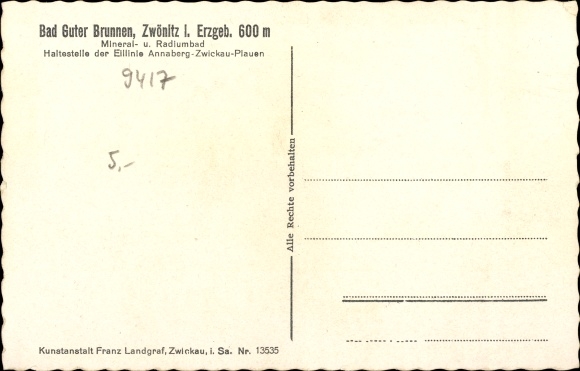 Bad Guter Brunnen, Zwönitz i. Erzgeb. 600 m
Mineral- u. Radiumbad
Haltestelle der Eillinie Annaberg-Zwickau-Plauen
9417
5,-
Alle Rechte vorbehalten
Kunstanstalt Franz Landgraf, Zwickau, i. Sa. Nr. 13535